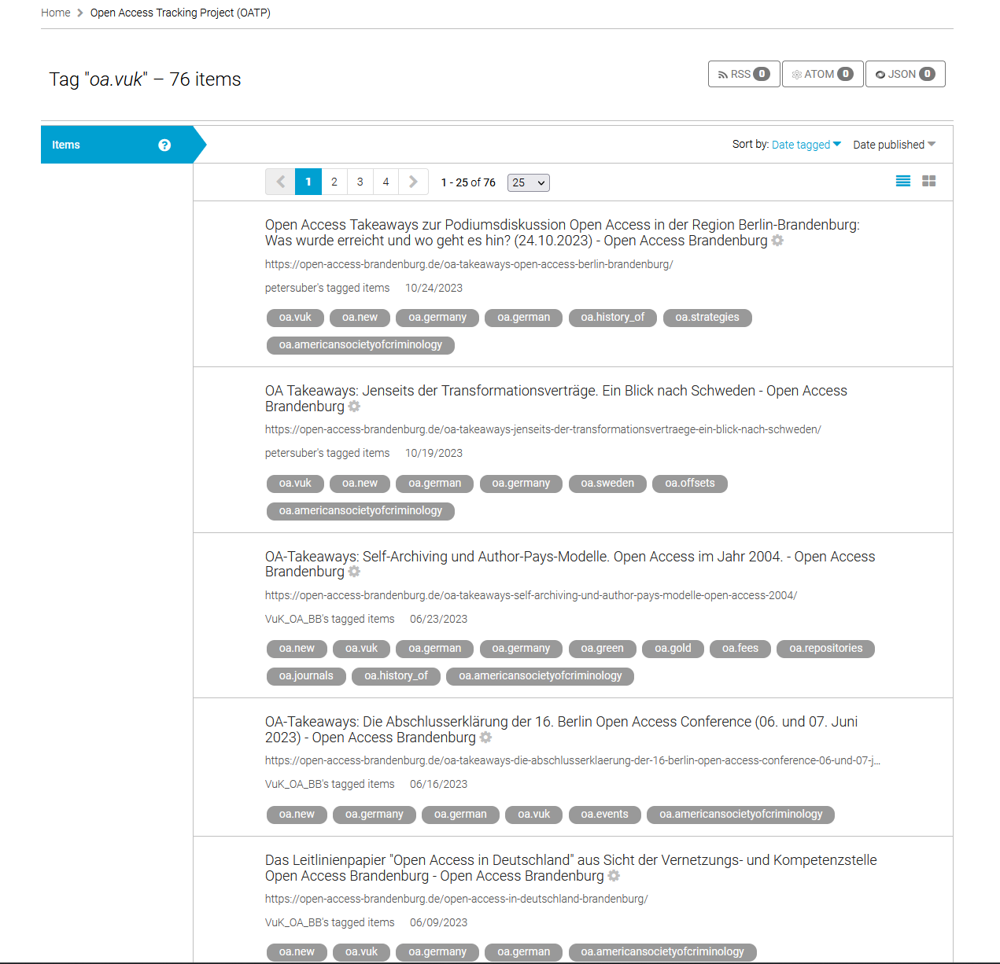 Home > Open Access Tracking Project (OATP)
Tag "oa.vuk" – 76 items
RSS 0 ATOM 0 JSON 0
Items ?
Sort by: Date tagged Date published
1 2 3 4 1 - 25 of 76 25
Open Access Takeaways zur Podiumsdiskussion Open Access in der Region Berlin-Brandenburg:
Was wurde erreicht und wo geht es hin? (24.10.2023) - Open Access Brandenburg
https://open-access-brandenburg.de/oa-takeaways-open-access-berlin-brandenburg/
petersuber's tagged items 10/24/2023
oa.vuk oa.new oa.germany oa.german oa.history_of oa.strategies
oa.americansocietyofcriminology
OA Takeaways: Jenseits der Transformationsverträge. Ein Blick nach Schweden - Open Access
Brandenburg
https://open-access-brandenburg.de/oa-takeaways-jenseits-der-transformationsvertraege-ein-blick-nach-schweden/
petersuber's tagged items 10/19/2023
oa.vuk oa.new oa.german oa.germany oa.sweden oa.offsets
oa.americansocietyofcriminology
OA-Takeaways: Self-Archiving und Author-Pays-Modelle. Open Access im Jahr 2004. - Open Access
Brandenburg
https://open-access-brandenburg.de/oa-takeaways-self-archiving-und-author-pays-modelle-open-access-2004/
VuK_OA_BB's tagged items 06/23/2023
oa.new oa.vuk oa.german oa.germany oa.green oa.gold oa.fees oa.repositories
oa.journals oa.history_of oa.americansocietyofcriminology
OA-Takeaways: Die Abschlusserklärung der 16. Berlin Open Access Conference (06. und 07. Juni
2023) - Open Access Brandenburg
https://open-access-brandenburg.de/oa-takeaways-die-abschlusserklaerung-der-16-berlin-open-access-conference-06-und-07-j...
VuK_OA_BB's tagged items 06/16/2023
oa.new oa.germany oa.german oa.vuk oa.events oa.americansocietyofcriminology
Das Leitlinienpapier "Open Access in Deutschland" aus Sicht der Vernetzungs- und Kompetenzstelle
Open Access Brandenburg - Open Access Brandenburg
https://open-access-brandenburg.de/open-access-in-deutschland-brandenburg/
VuK_OA_BB's tagged items 06/09/2023
oa.new oa.vuk oa.germany oa.german oa.americansocietyofcriminology